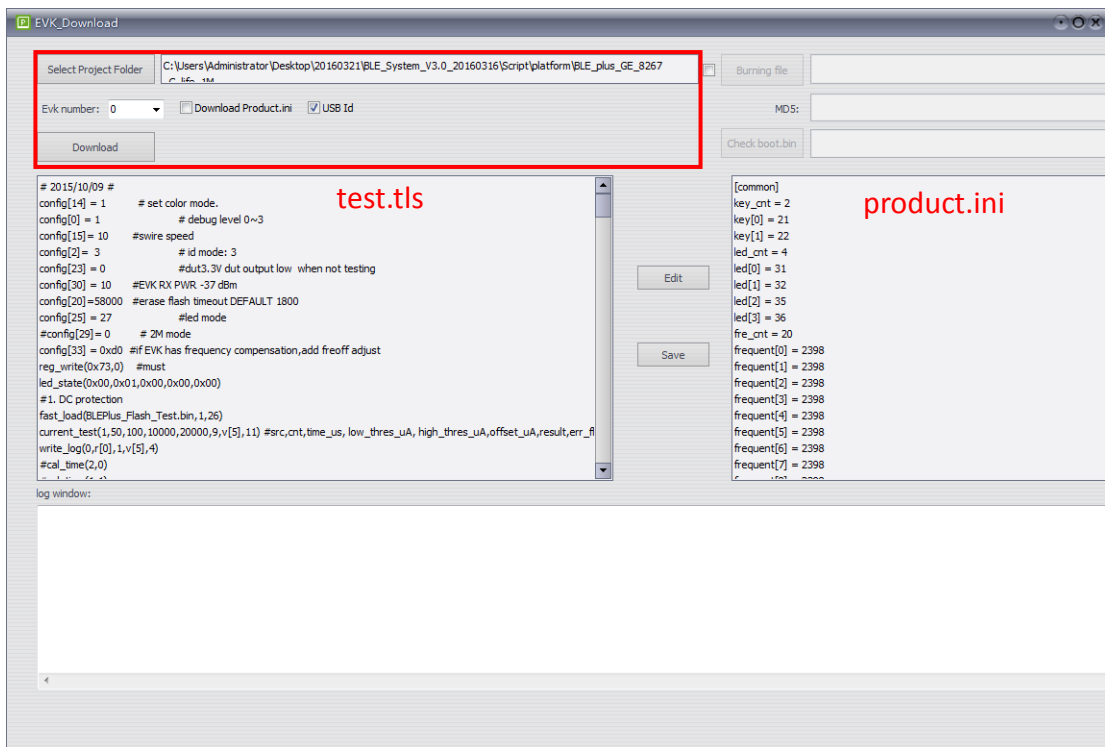 EVK_Download
Select Project Folder
C:\Users\Administrator\Desktop\20160321\BLE_System_V3.0_20160316\Script\platform\BLE_plus_GE_8267
Burning file
Evk number: 0
Download Product.ini
USB Id
MD5:
Download
Check boot.bin
test.tls
# 2015/10/09 #
config[14] = 1 # set color mode.
config[0] = 1 # debug level 0~3
config[15]= 10 #swire speed
config[2]= 3 # id mode: 3
config[23] = 0 #dut3.3V dut output low when not testing
config[30] = 10 #EVK RX PWR -37 dBm
config[20]=58000 #erase flash timeout DEFAULT 1800
config[25] = 27 #led mode
#config[29]= 0 # 2M mode
config[33] = 0xd0 #if EVK has frequency compensation,add freoff adjust
reg_write(0x73,0) #must
led_state(0x00,0x01,0x00,0x00,0x00)
#1. DC protection
fast_load(BLEPlus_Flash_Test.bin,1,26)
current_test(1,50,100,10000,20000,9,v[5],11) #src,cnt,time_us, low_thres_uA, high_thres_uA,offset_uA,result,err_fl
write_log(0,r[0],1,v[5],4)
#cal_time(2,0)
Edit
Save
product.ini
[common]
key_cnt = 2
key[0] = 21
key[1] = 22
led_cnt = 4
led[0] = 31
led[1] = 32
led[2] = 35
led[3] = 36
fre_cnt = 20
frequent[0] = 2398
frequent[1] = 2398
frequent[2] = 2398
frequent[3] = 2398
frequent[4] = 2398
frequent[5] = 2398
frequent[6] = 2398
frequent[7] = 2398
log window: